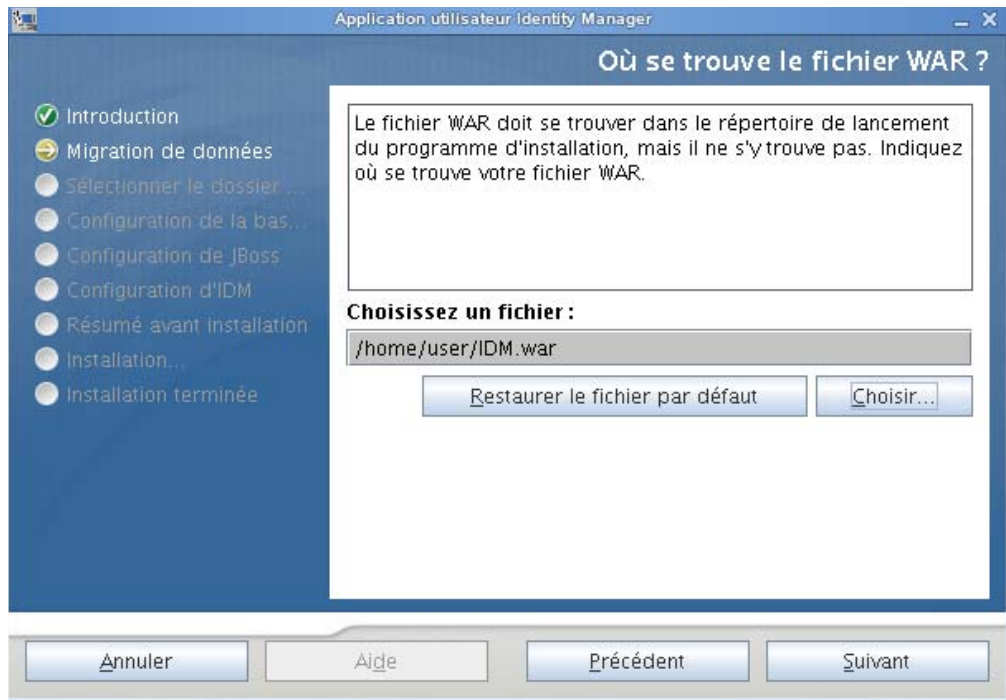 Application utilisateur Identity Manager
Où se trouve le fichier WAR ?
Introduction
Migration de données
Sélectionner le dossier ...
Configuration de la bas...
Configuration de JBoss
Configuration d'IDM
Résumé avant installation
Installation...
Installation terminée
Le fichier WAR doit se trouver dans le répertoire de lancement
du programme d'installation, mais il ne s'y trouve pas. Indiquez
où se trouve votre fichier WAR.
Choisissez un fichier :
/home/user/IDM.war
Restaurer le fichier par défaut
Choisir...
Annuler
Aide
Précédent
Suivant